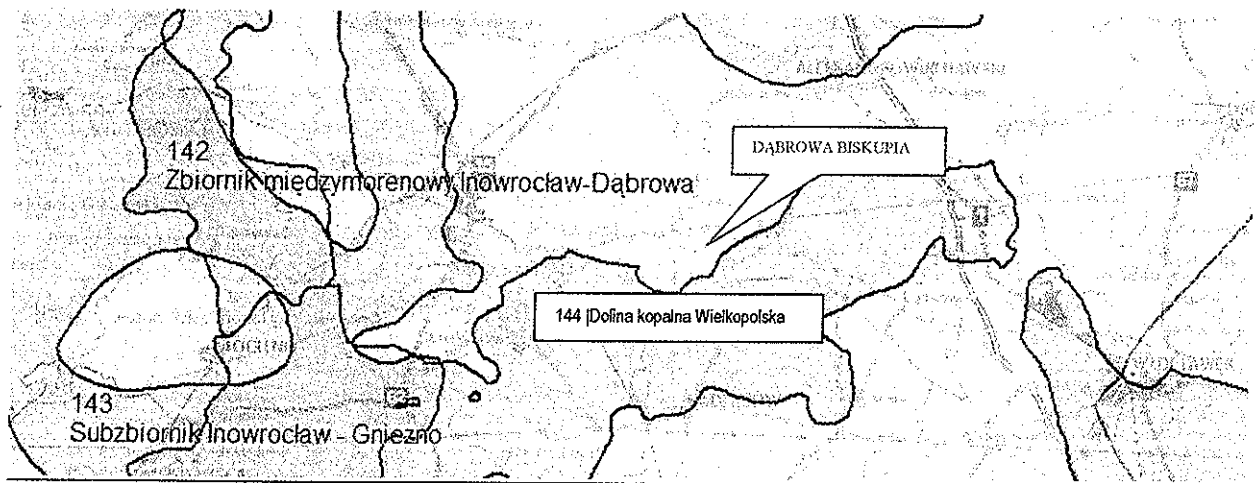 DĄBROWA BISKUPIA
142
Zbiornik międzymorenowy Inowrocław-Dąbrowa
144 |Dolina kopalna Wielkopolska
143
Subzbiornik Inowrocław - Gniezno